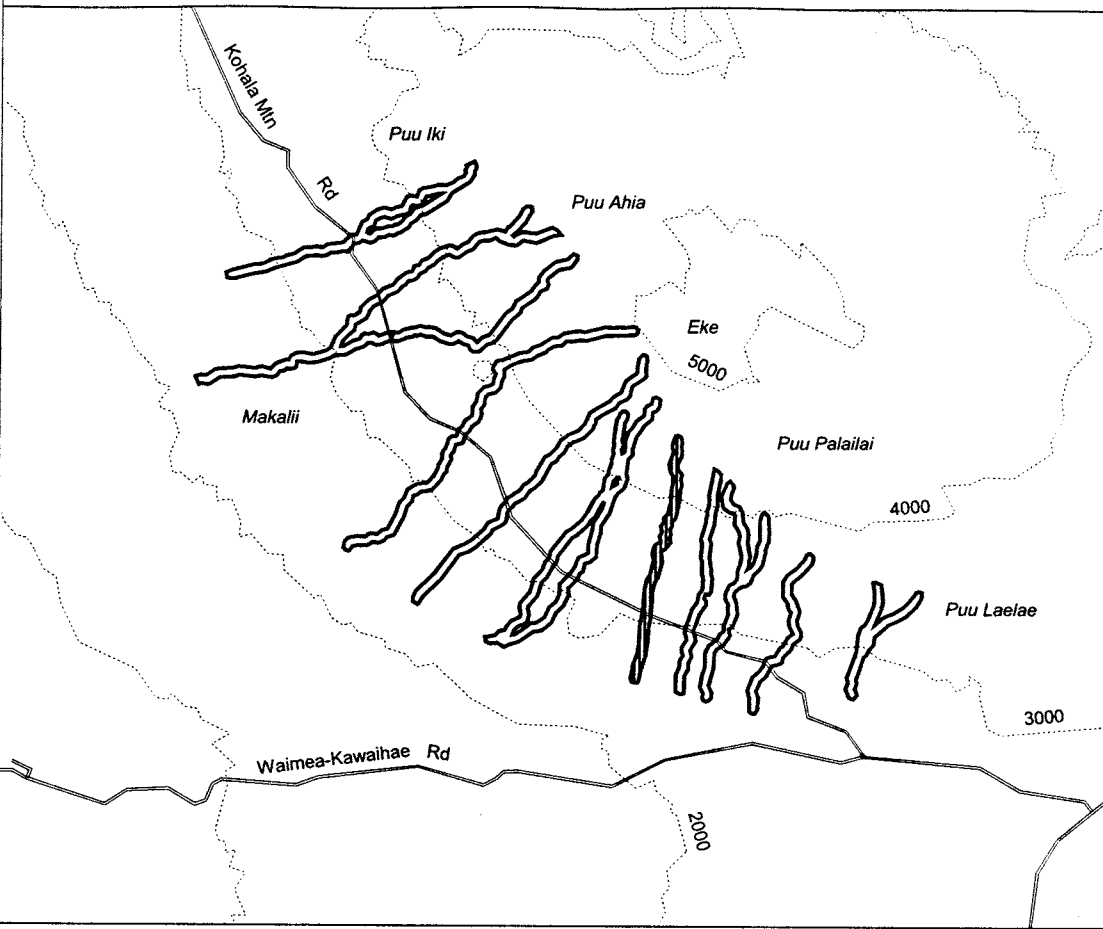 Kohala Mtn Rd
Puu Iki
Puu Ahia
Eke
5000
Makalii
Puu Palailai
4000
Puu Laelae
3000
Waimea-Kawaihae Rd
2000